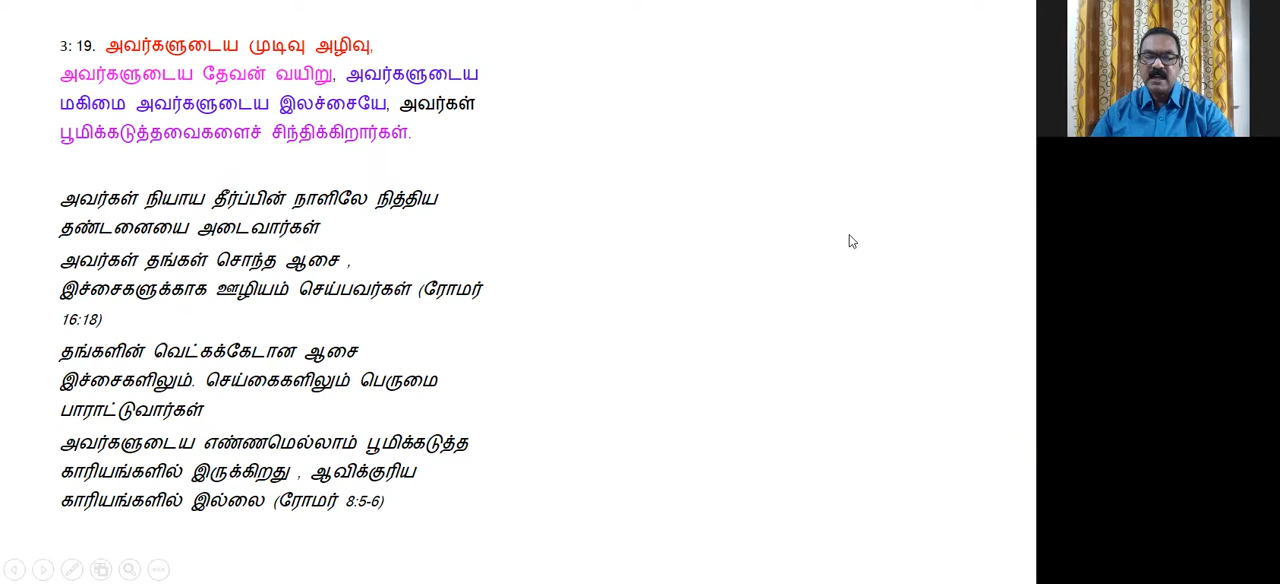 3: 19. அவர்களுடைய முடிவு அழிவு,
அவர்களுடைய தேவன் வயிறு, அவர்களுடைய
மகிமை அவர்களுடைய இலச்சையே, அவர்கள்
பூமிக்கடுத்தவைகளைச் சிந்திக்கிறார்கள்.
அவர்கள் நியாய தீர்ப்பின் நாளிலே நித்திய
தண்டனையை அடைவார்கள்
அவர்கள் தங்கள் சொந்த ஆசை ,
இச்சைகளுக்காக ஊழியம் செய்பவர்கள் (ரோமர்
16:18)
தங்களின் வெட்கக்கேடான ஆசை
இச்சைகளிலும். செய்கைகளிலும் பெருமை
பாராட்டுவார்கள்
அவர்களுடைய எண்ணமெல்லாம் பூமிக்கடுத்த
காரியங்களில் இருக்கிறது , ஆவிக்குரிய
காரியங்களில் இல்லை (ரோமர் 8:5-6)